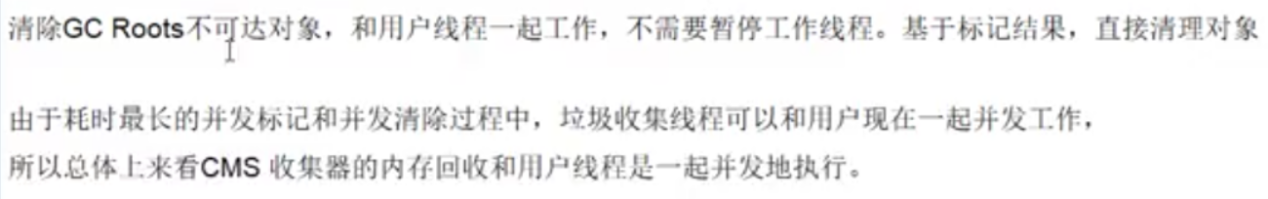 清除GC Roots不可达对象，和用户线程一起工作，不需要暂停工作线程。基于标记结果，直接清理对象
由于耗时最长的并发标记和并发清除过程中，垃圾收集线程可以和用户现在一起并发工作，
所以总体上来看CMS 收集器的内存回收和用户线程是一起并发地执行。